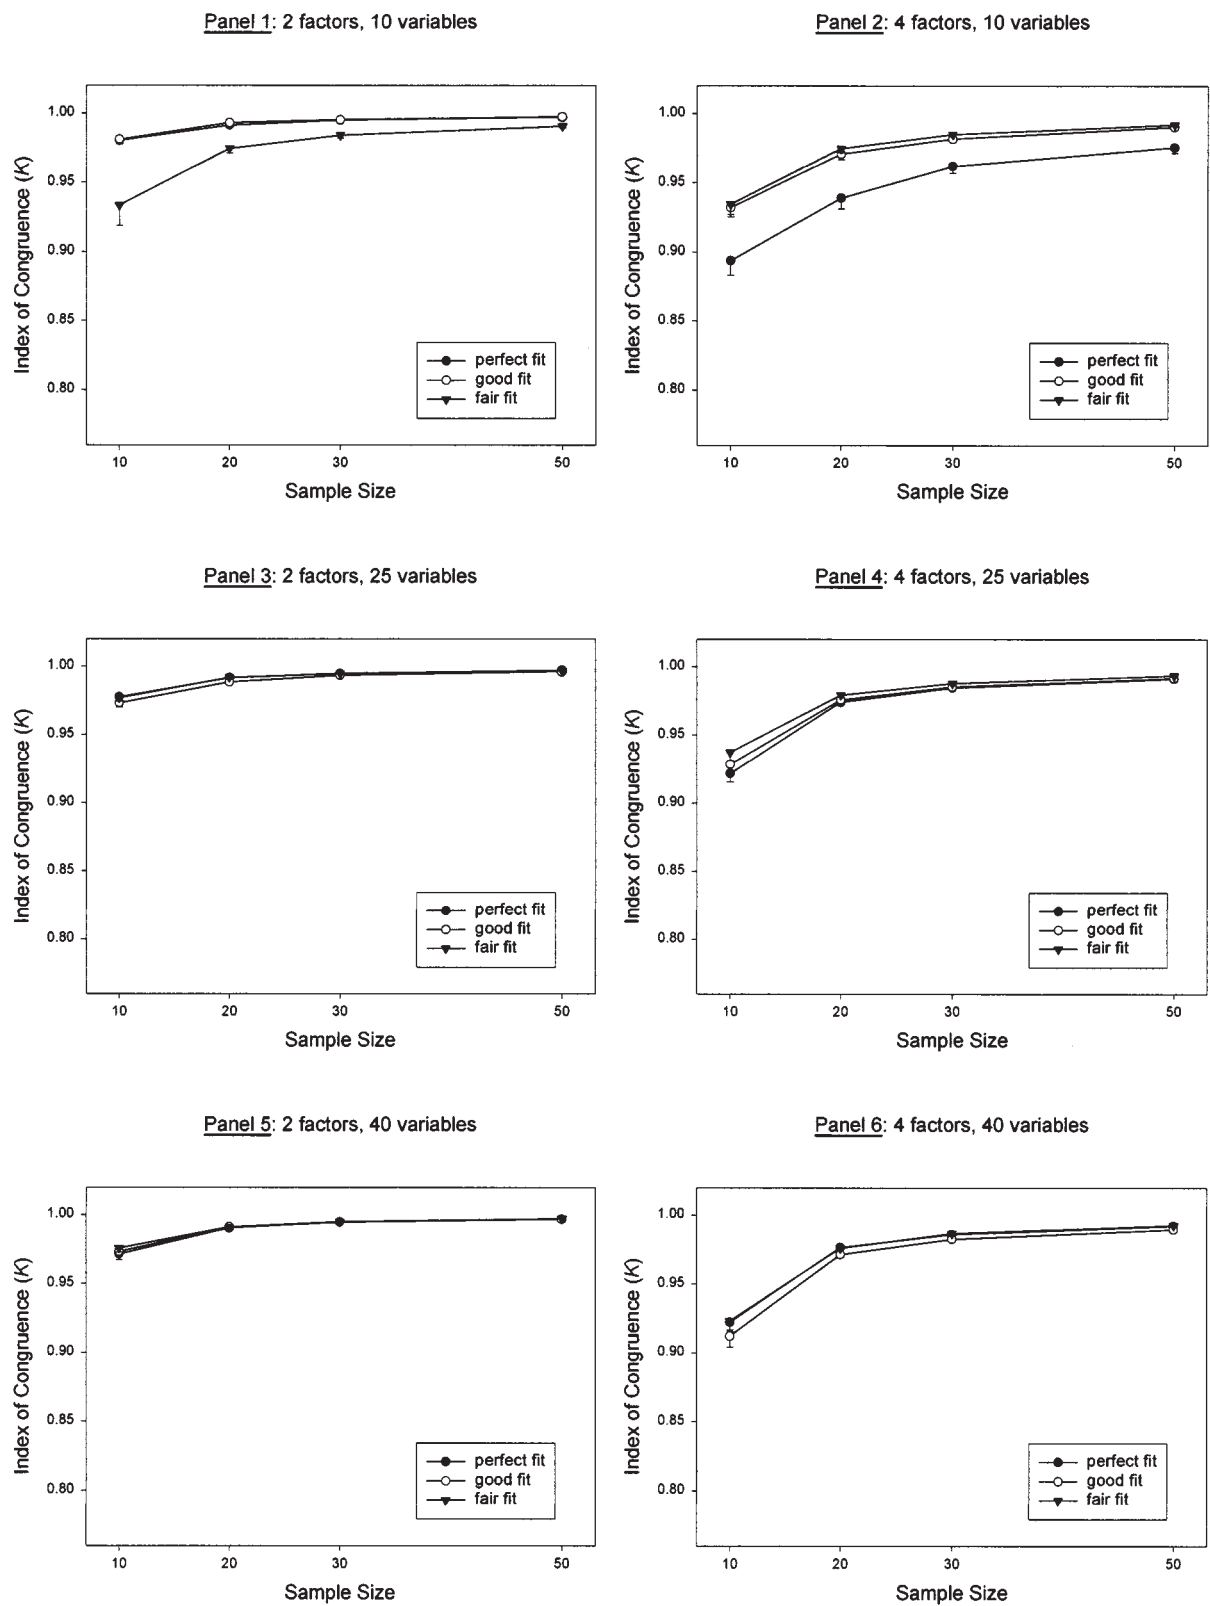 Panel 1: 2 factors, 10 variables
Index of Congruence (K)
1.00
0.95
0.90
0.85
0.80
perfect fit
good fit
fair fit
10 20 30 50
Sample Size
Panel 2: 4 factors, 10 variables
Index of Congruence (K)
1.00
0.95
0.90
0.85
0.80
perfect fit
good fit
fair fit
10 20 30 50
Sample Size
Panel 3: 2 factors, 25 variables
Index of Congruence (K)
1.00
0.95
0.90
0.85
0.80
perfect fit
good fit
fair fit
10 20 30 50
Sample Size
Panel 4: 4 factors, 25 variables
Index of Congruence (K)
1.00
0.95
0.90
0.85
0.80
perfect fit
good fit
fair fit
10 20 30 50
Sample Size
Panel 5: 2 factors, 40 variables
Index of Congruence (K)
1.00
0.95
0.90
0.85
0.80
perfect fit
good fit
fair fit
10 20 30 50
Sample Size
Panel 6: 4 factors, 40 variables
Index of Congruence (K)
1.00
0.95
0.90
0.85
0.80
perfect fit
good fit
fair fit
10 20 30 50
Sample Size